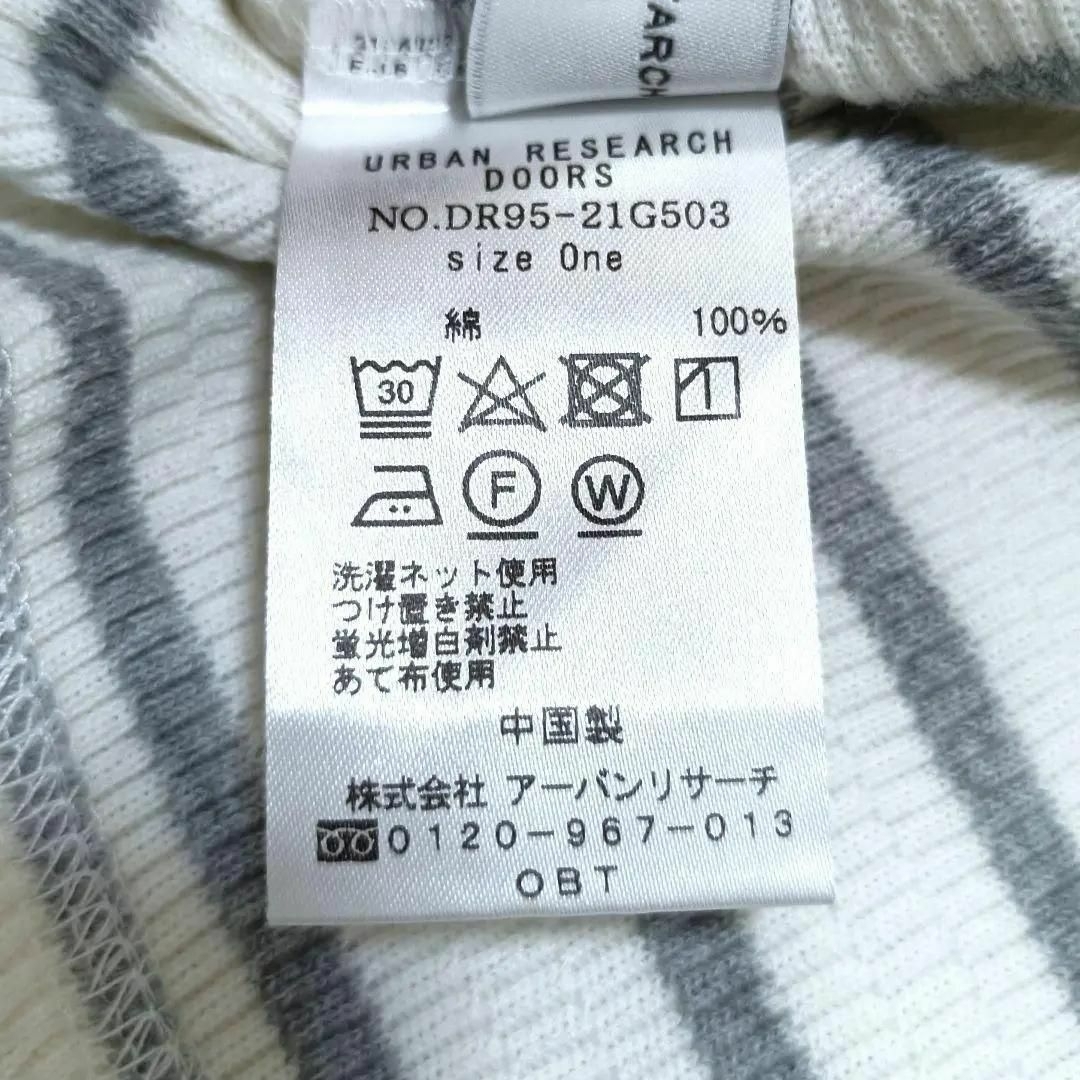 ARCH
URBAN RESEARCH
DOORS
NO.DR95-21G503
size One
綿 100%
30
F W
洗濯ネット使用
つけ置き禁止
蛍光増白剤禁止
あて布使用
中国製
株式会社 アーバンリサーチ
0120-967-013
OBT